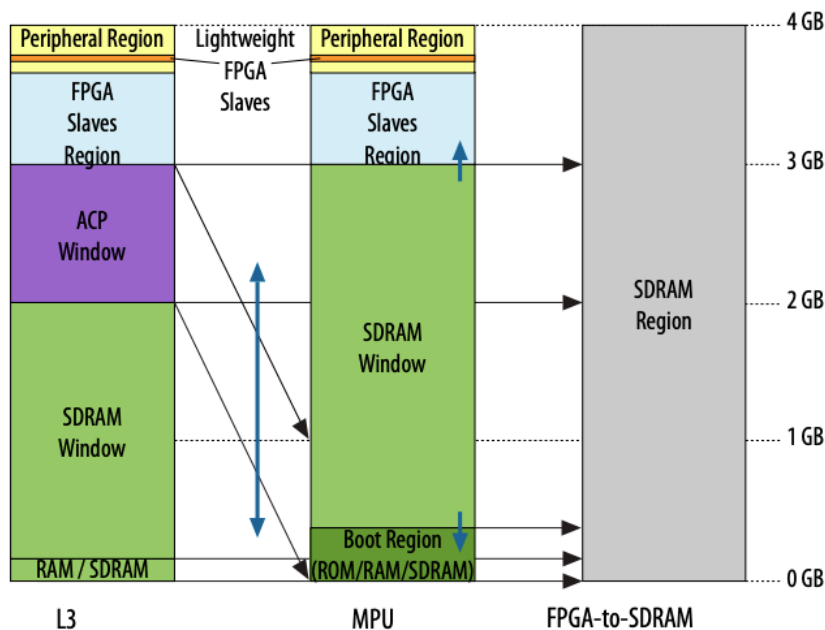 Peripheral Region
Lightweight
FPGA
Slaves
Peripheral Region
4 GB
FPGA
Slaves
Region
FPGA
Slaves
Region
3 GB
ACP
Window
2 GB
SDRAM
Window
SDRAM
Window
SDRAM
Region
1 GB
RAM / SDRAM
Boot Region
(ROM/RAM/SDRAM)
0 GB
L3
MPU
FPGA-to-SDRAM